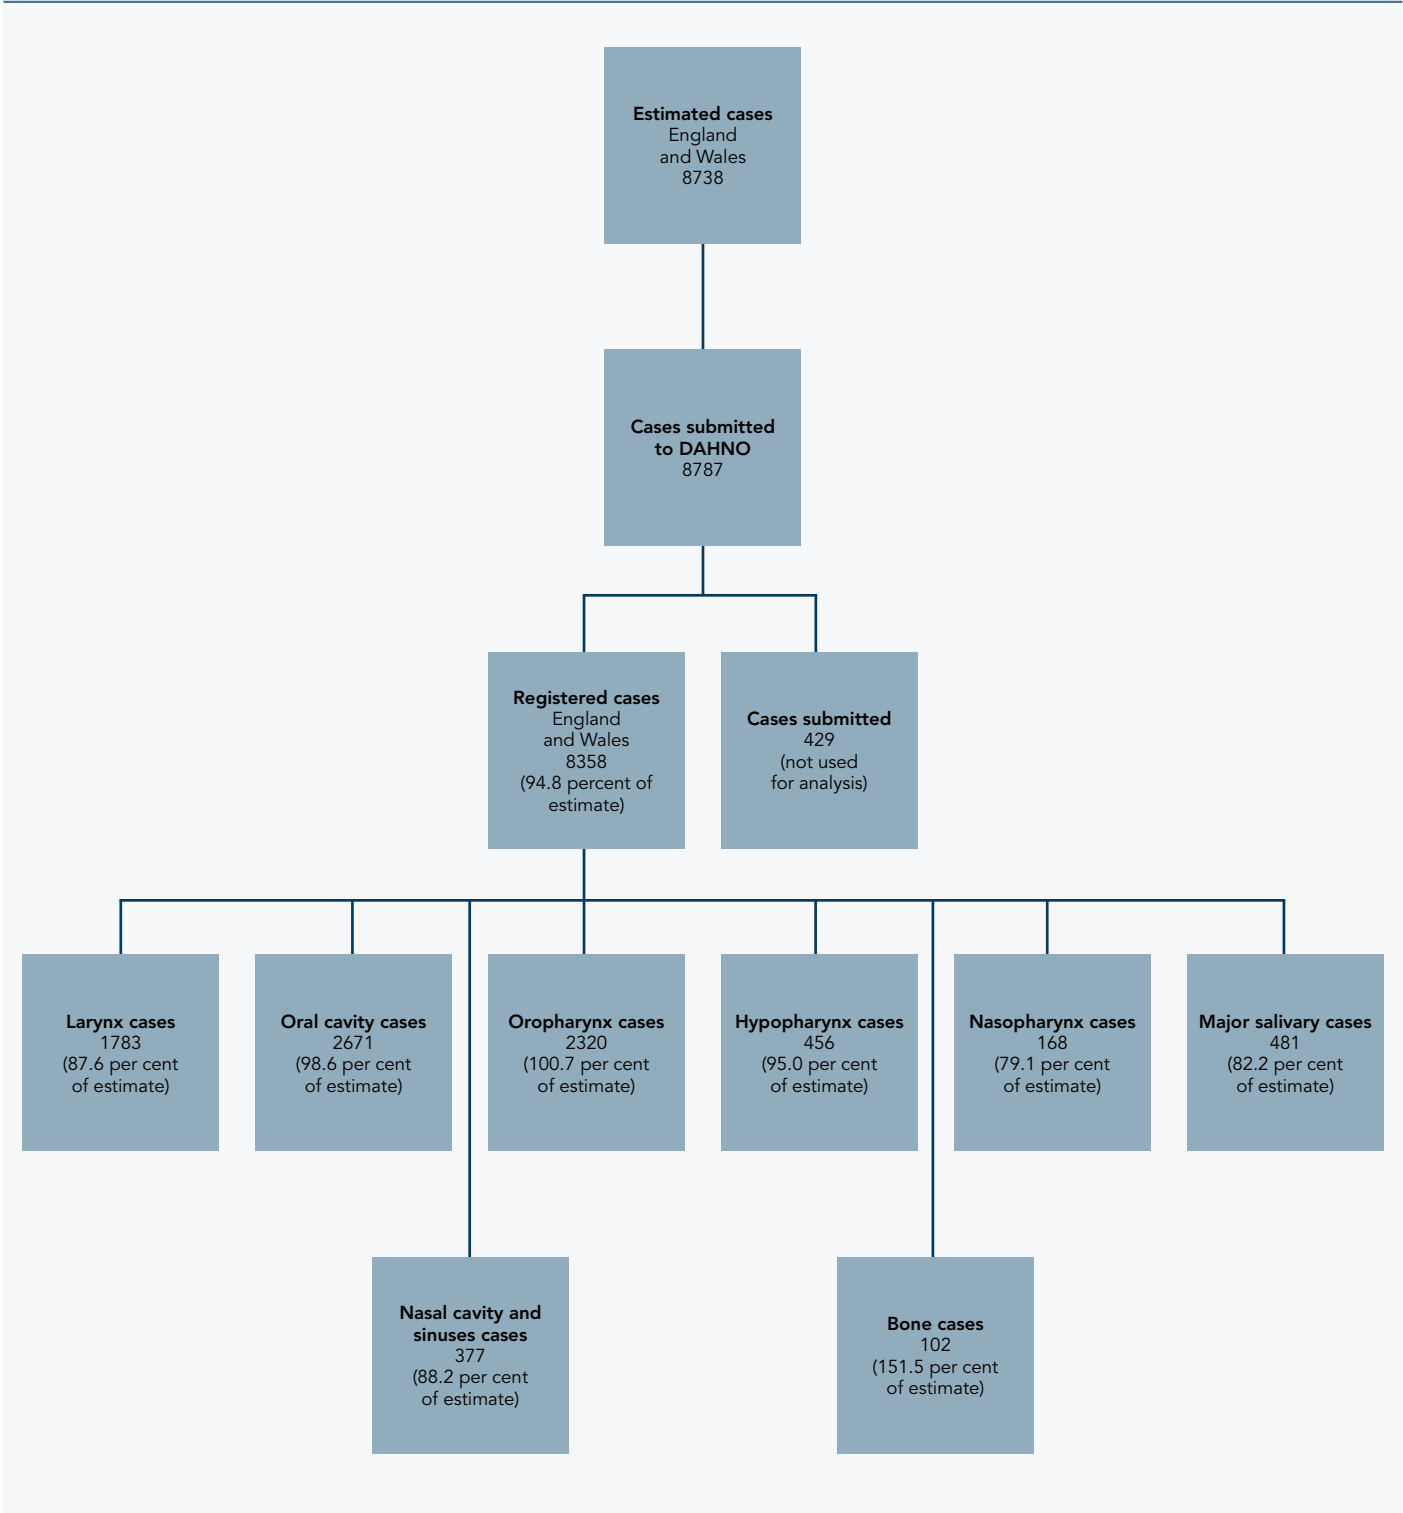 Estimated cases
England
and Wales
8738
Cases submitted
to DAHNO
8787
Registered cases
England
and Wales
8358
(94.8 percent of
estimate)
Cases submitted
429
(not used
for analysis)
Larynx cases
1783
(87.6 per cent
of estimate)
Oral cavity cases
2671
(98.6 per cent
of estimate)
Oropharynx cases
2320
(100.7 per cent
of estimate)
Hypopharynx cases
456
(95.0 per cent
of estimate)
Nasopharynx cases
168
(79.1 per cent
of estimate)
Major salivary cases
481
(82.2 per cent
of estimate)
Nasal cavity and
sinuses cases
377
(88.2 per cent
of estimate)
Bone cases
102
(151.5 per cent
of estimate)